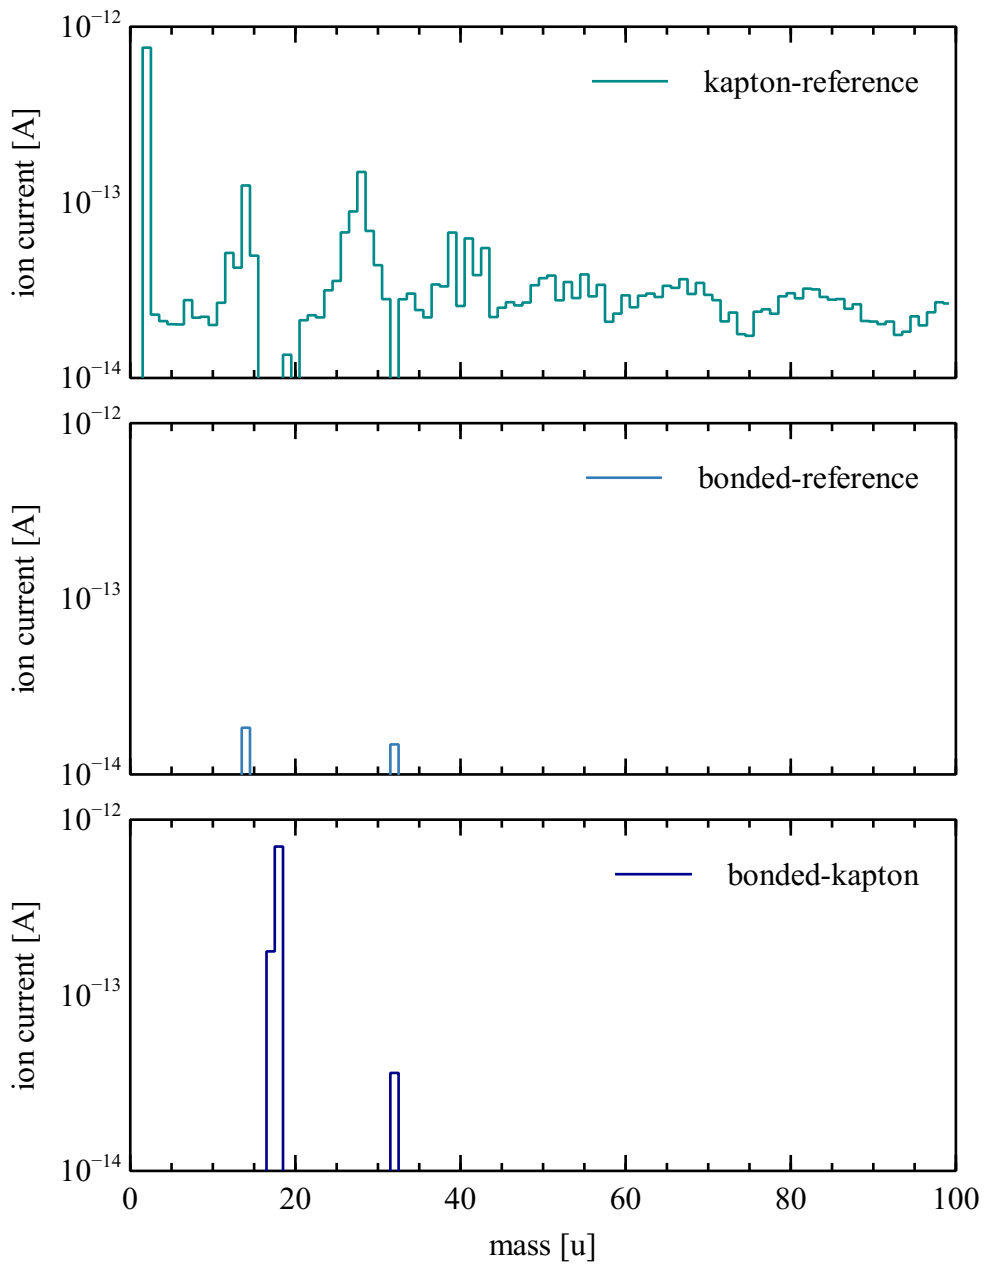 10⁻¹²
kapton-reference
10⁻¹³
ion current [A]
10⁻¹⁴
10⁻¹²
bonded-reference
10⁻¹³
ion current [A]
10⁻¹⁴
10⁻¹²
bonded-kapton
10⁻¹³
ion current [A]
10⁻¹⁴
0 20 40 60 80 100
mass [u]